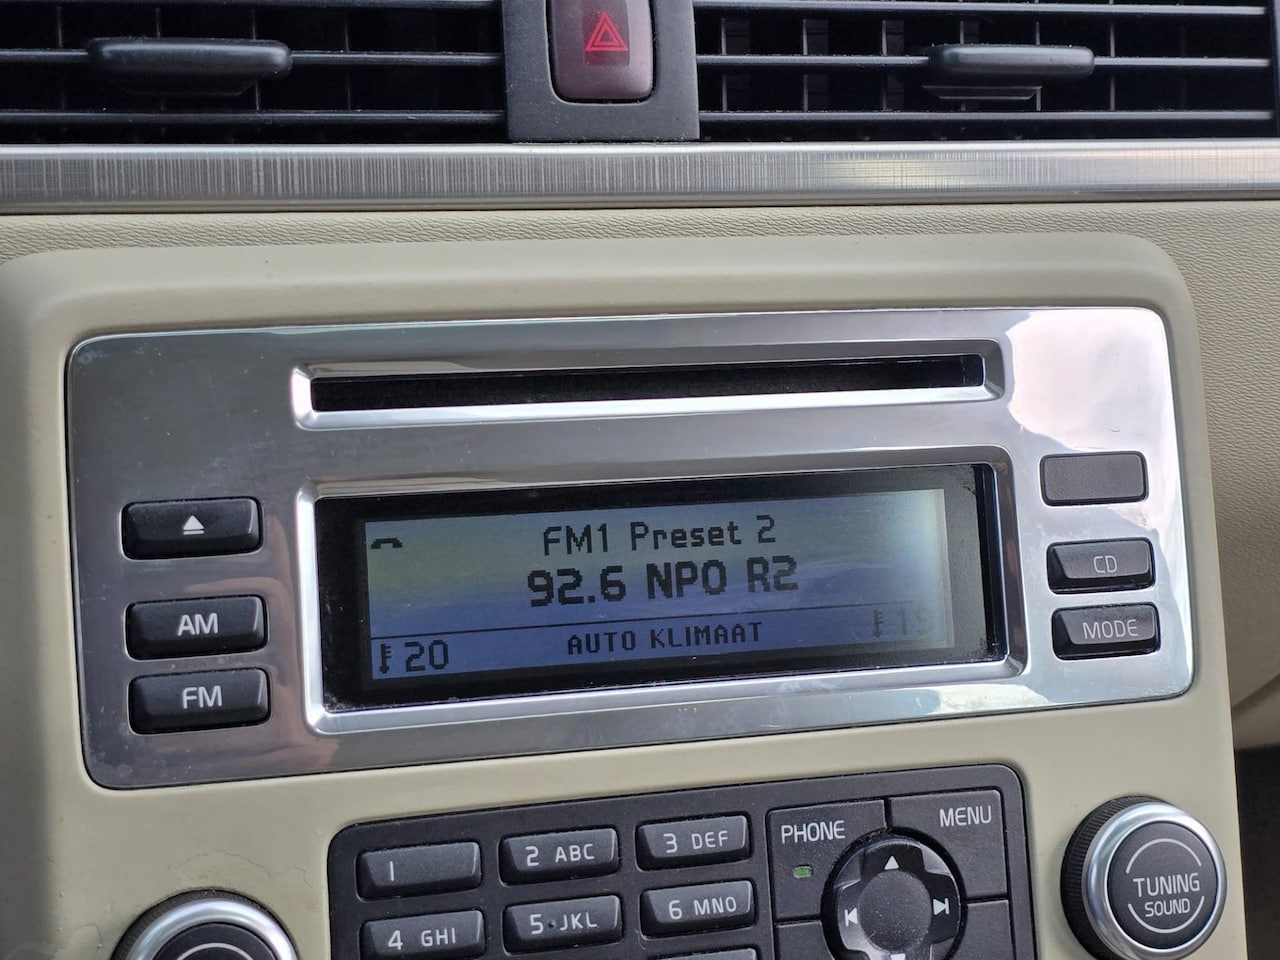 FM1 Preset 2
92.6 NPO R2
20 AUTO KLIMAAT
AM
FM
CD
MODE
1
2 ABC
3 DEF
4 GHI
5 JKL
6 MNO
PHONE
MENU
TUNING
SOUND